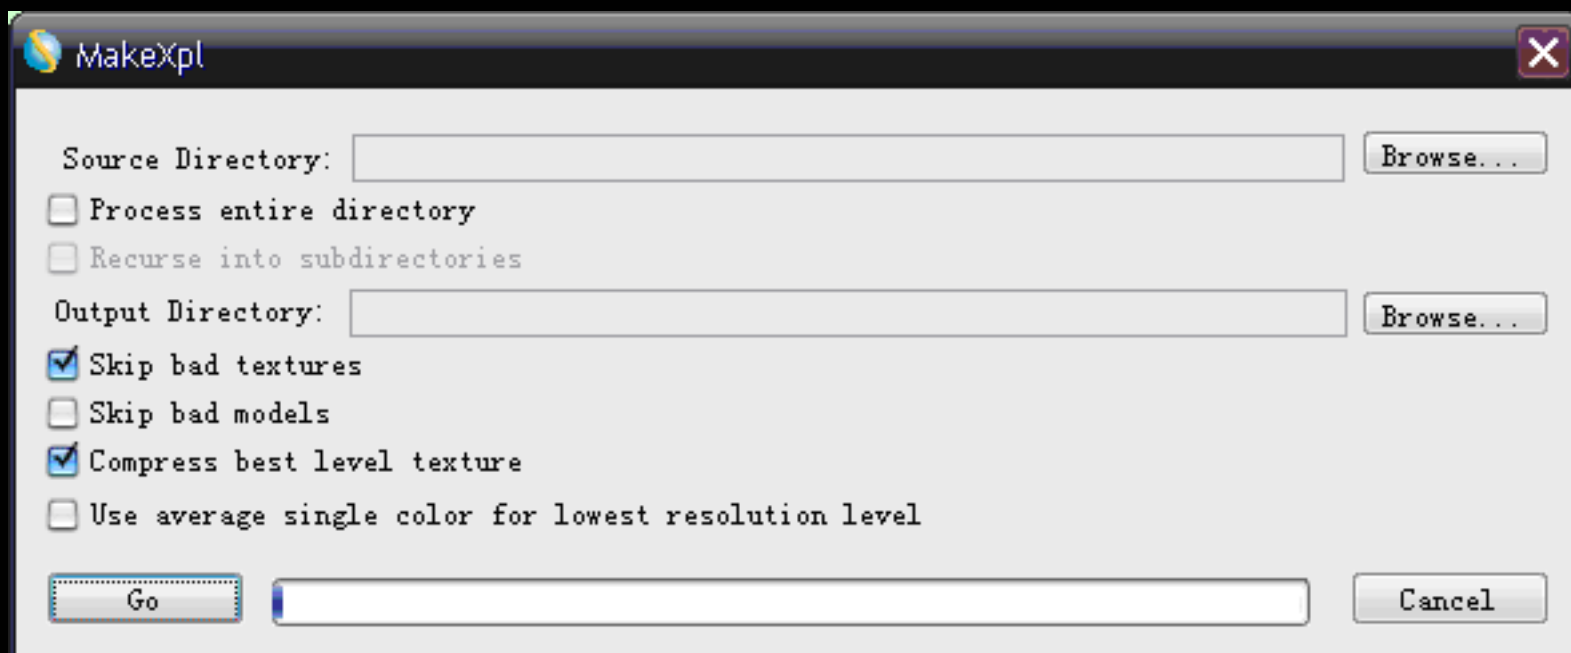 MakeXpl
Source Directory: Browse...
Process entire directory
Recurse into subdirectories
Output Directory: Browse...
Skip bad textures
Skip bad models
Compress best level texture
Use average single color for lowest resolution level
Go Cancel